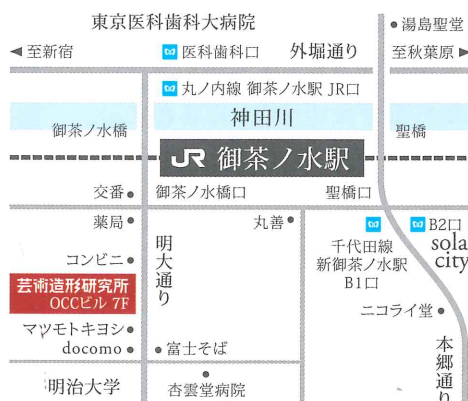 東京医科歯科大病院
●湯島聖堂
◀至新宿
医科歯科口
外堀通り
至秋葉原▶
丸ノ内線 御茶ノ水駅 JR口
神田川
御茶ノ水橋
聖橋
JR 御茶ノ水駅
交番●
御茶ノ水橋口
聖橋口
薬局●
丸善●
B2口
sola
city
コンビニ●
明大通り
千代田線
新御茶ノ水駅
B1口
芸術造形研究所
OCCビル 7F
ニコライ堂●
マツモトキヨシ●
docomo●
●富士そば
本郷通り
明治大学
杏雲堂病院